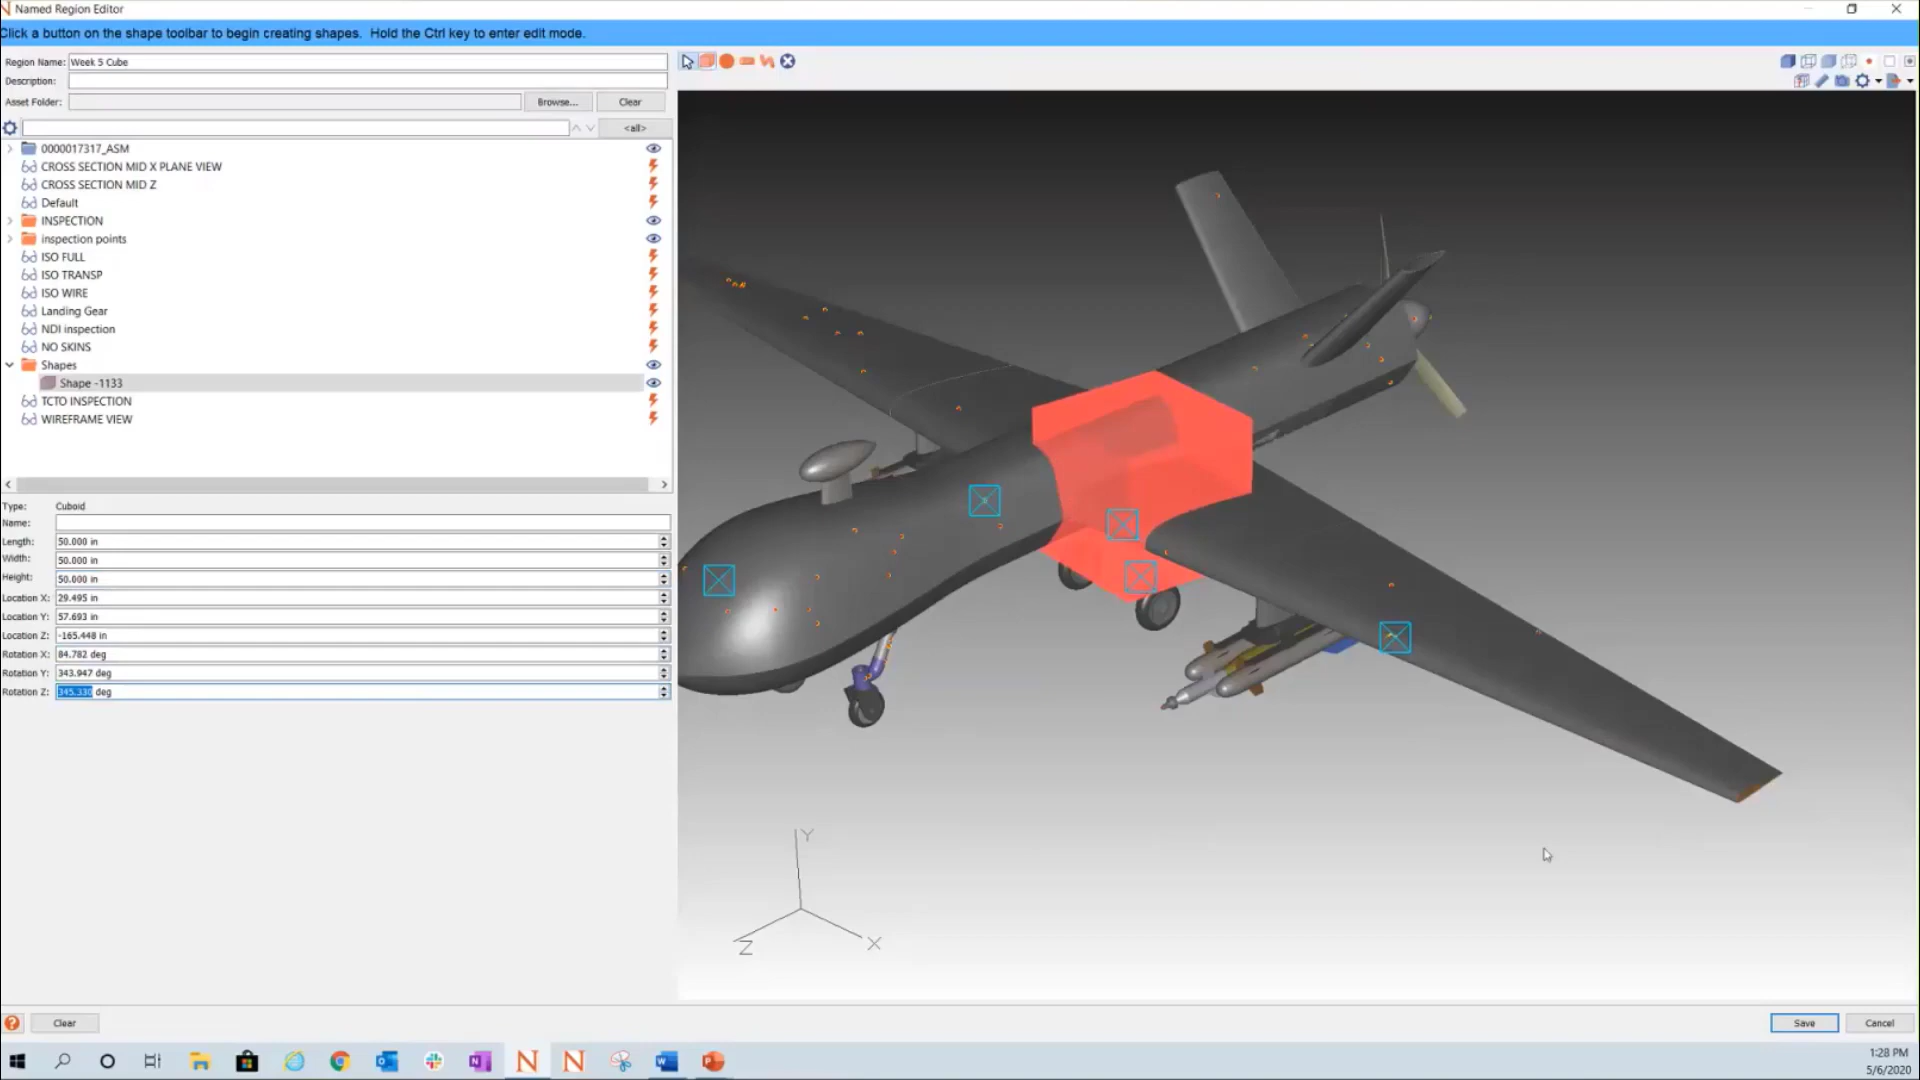 Named Region Editor
Click a button on the shape toolbar to begin creating shapes.  Hold the Ctrl key to enter edit mode.
Region Name: Week 5 Cube
Description:
Asset Folder:
Browse...
Clear
<all>
0000017317_ASM
CROSS SECTION MID X PLANE VIEW
CROSS SECTION MID Z
Default
INSPECTION
inspection points
ISO FULL
ISO TRANSP
ISO WIRE
Landing Gear
NDI inspection
NO SKINS
Shapes
Shape -1133
TCTO INSPECTION
WIREFRAME VIEW
Type: Cuboid
Name:
Length: 50.000 in
Width: 50.000 in
Height: 50.000 in
Location X: 29.495 in
Location Y: 57.693 in
Location Z: -165.448 in
Rotation X: 84.782 deg
Rotation Y: 343.947 deg
Rotation Z: 345.330 deg
Y
Z
X
Clear
Save
Cancel
1:28 PM
5/6/2020